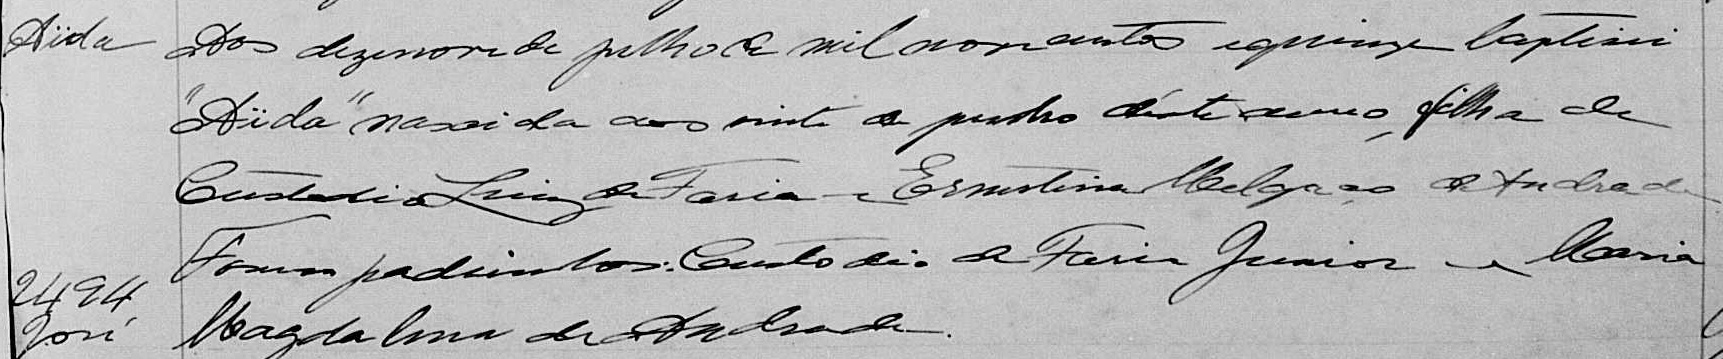 Aïda
Aos dezenove de julho de mil novecentos e quinze baptisei
"Aïda" nascida aos vinte de junho deste anno, filha de
Custodio Luiz de Faria e Ernestina Melgaço de Andrade
Foram padrinhos: Custodio de Faria Junior e Maria
2494
José
Magdalena de Andrade.